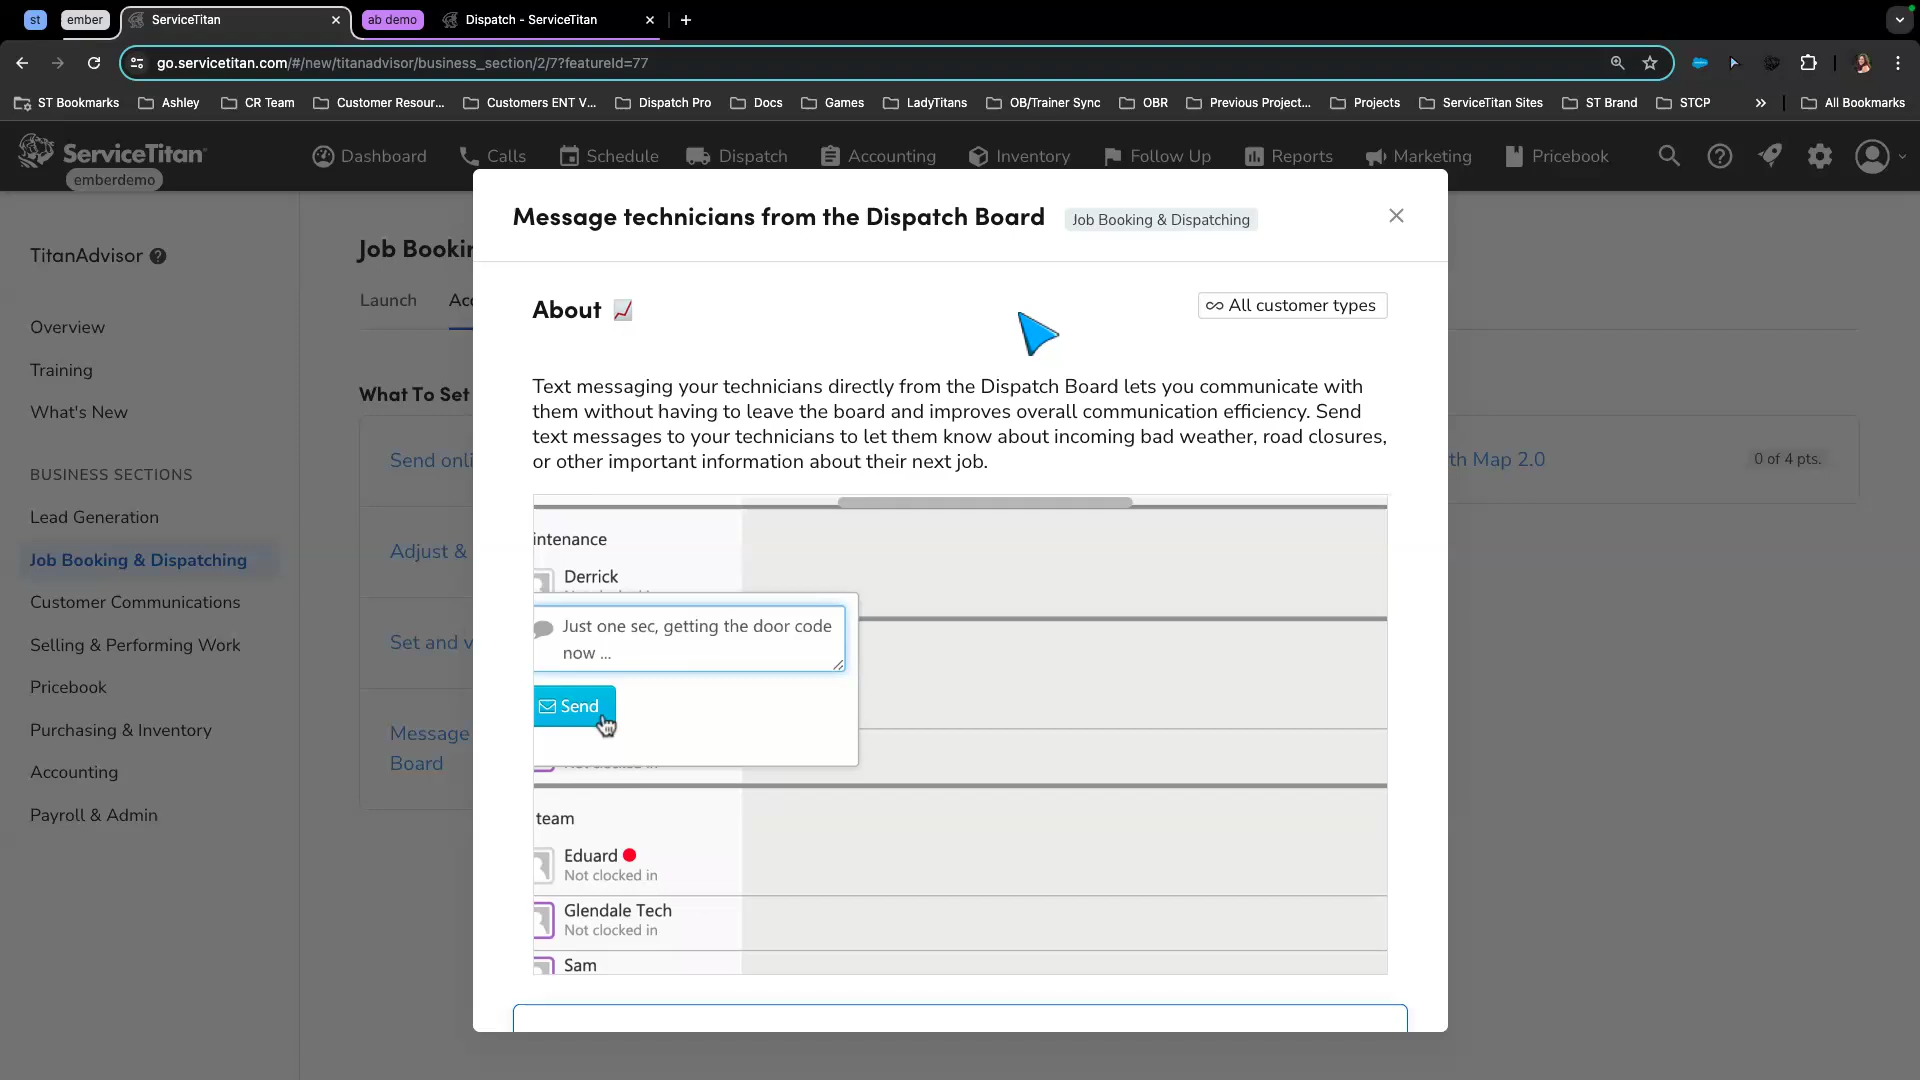 st
ember
ServiceTitan
ab demo
Dispatch - ServiceTitan
go.servicetitan.com/#/new/titanadvisor/business_section/2/7?featureId=77
ST Bookmarks
Ashley
CR Team
Customer Resour...
Customers ENT V...
Dispatch Pro
Docs
Games
LadyTitans
OB/Trainer Sync
OBR
Previous Project...
Projects
ServiceTitan Sites
ST Brand
STCP
All Bookmarks
ServiceTitan
emberdemo
Dashboard
Calls
Schedule
Dispatch
Accounting
Inventory
Follow Up
Reports
Marketing
Pricebook
TitanAdvisor
Overview
Training
What's New
BUSINESS SECTIONS
Lead Generation
Job Booking & Dispatching
Customer Communications
Selling & Performing Work
Pricebook
Purchasing & Inventory
Accounting
Payroll & Admin
Job Bookin
Launch
Acc
What To Set
Send onli
Adjust &
Set and v
Message
Board
th Map 2.0
0 of 4 pts.
Message technicians from the Dispatch Board
Job Booking & Dispatching
About
All customer types
Text messaging your technicians directly from the Dispatch Board lets you communicate with
them without having to leave the board and improves overall communication efficiency. Send
text messages to your technicians to let them know about incoming bad weather, road closures,
or other important information about their next job.
intenance
Derrick
Just one sec, getting the door code
now ...
Send
team
Eduard
Not clocked in
Glendale Tech
Not clocked in
Sam